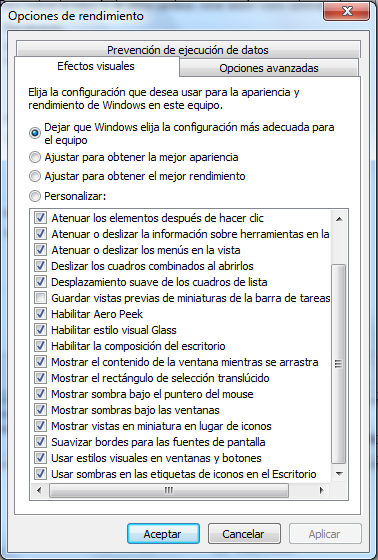 Opciones de rendimiento
Prevención de ejecución de datos
Efectos visuales
Opciones avanzadas
Elija la configuración que desea usar para la apariencia y
rendimiento de Windows en este equipo.
Dejar que Windows elija la configuración más adecuada para
el equipo
Ajustar para obtener la mejor apariencia
Ajustar para obtener el mejor rendimiento
Personalizar:
Atenuar los elementos después de hacer clic
Atenuar o deslizar la información sobre herramientas en la
Atenuar o deslizar los menús en la vista
Deslizar los cuadros combinados al abrirlos
Desplazamiento suave de los cuadros de lista
Guardar vistas previas de miniaturas de la barra de tareas
Habilitar Aero Peek
Habilitar estilo visual Glass
Habilitar la composición del escritorio
Mostrar el contenido de la ventana mientras se arrastra
Mostrar el rectángulo de selección translúcido
Mostrar sombra bajo el puntero del mouse
Mostrar sombras bajo las ventanas
Mostrar vistas en miniatura en lugar de iconos
Suavizar bordes para las fuentes de pantalla
Usar estilos visuales en ventanas y botones
Usar sombras en las etiquetas de iconos en el Escritorio
Aceptar
Cancelar
Aplicar